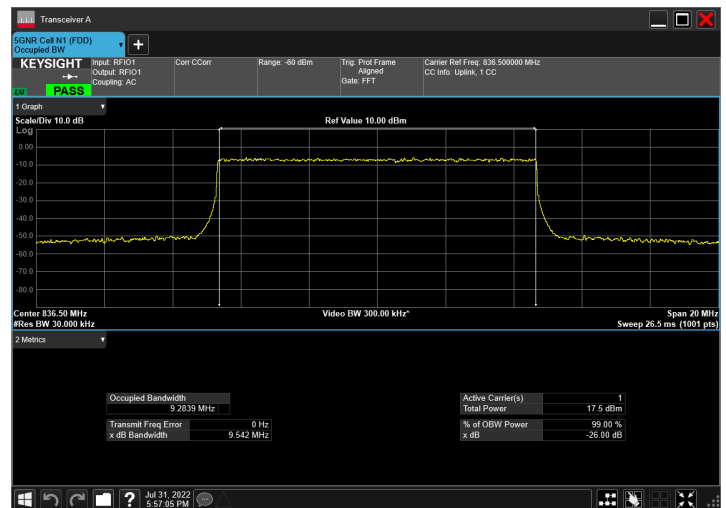 Transceiver A
5GNR Cell N1 (FDD)
Occupied BW
KEYSIGHT
PASS
Input: RFIO1
Output: RFIO1
Coupling: AC
Corr CCorr
Range: -60 dBm
Trig: Prot Frame
Aligned
Gate: FFT
Carrier Ref Freq: 836.500000 MHz
CC Info: Uplink, 1 CC
1 Graph
Scale/Div 10.0 dB
Ref Value 10.00 dBm
Log
0.00
-10.0
-20.0
-30.0
-40.0
-50.0
-60.0
-70.0
-80.0
Center 836.50 MHz
Video BW 300.00 kHz*
Span 20 MHz
#Res BW 30.000 kHz
Sweep 26.5 ms (1001 pts)
2 Metrics
Occupied Bandwidth
9.2839 MHz
Transmit Freq Error 0 Hz
x dB Bandwidth 9.542 MHz
Active Carrier(s) 1
Total Power 17.5 dBm
% of OBW Power 99.00 %
x dB -26.00 dB
Jul 31, 2022
5:57:05 PM